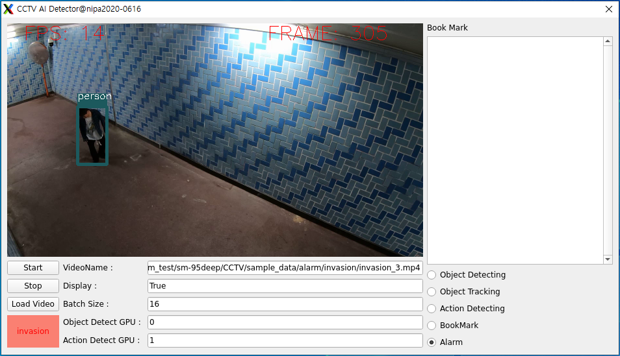 CCTV AI Detector@nipa2020-0616
FPS 14
FRAME 305
person
Book Mark
Start
VideoName :
m_test/sm-95deep/CCTV/sample_data/alarm/invasion/invasion_3.mp4
Stop
Display :
True
Load Video
Batch Size :
16
invasion
Object Detect GPU :
0
Action Detect GPU :
1
Object Detecting
Object Tracking
Action Detecting
BookMark
Alarm